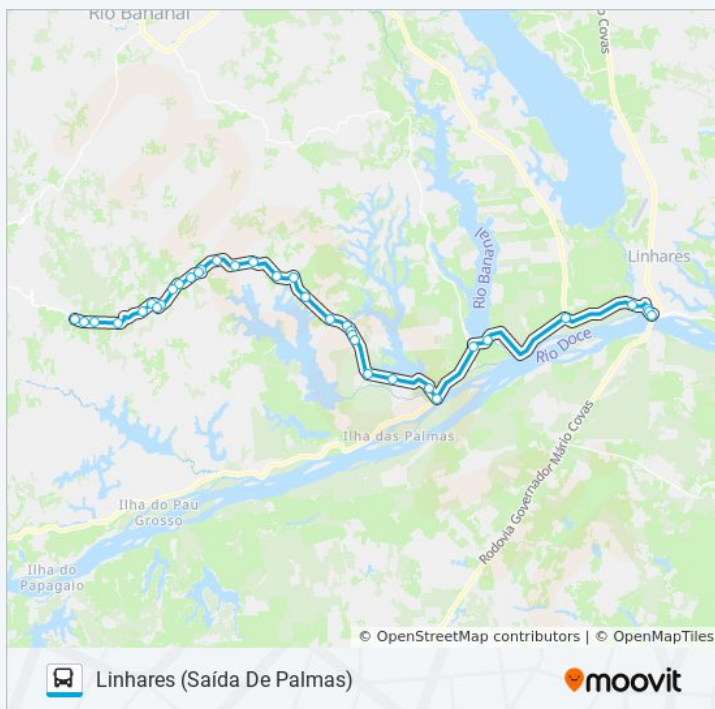 Rio Bananal
o Covas
Linhares
Rio Bananal
Rio Doce
Ilha das Palmas
Rodovia Governador Mário Covas
Ilha do Pau
Grosso
Ilha do
Papagaio
© OpenStreetMap contributors | © OpenMapTiles
Linhares (Saída De Palmas)
moovit